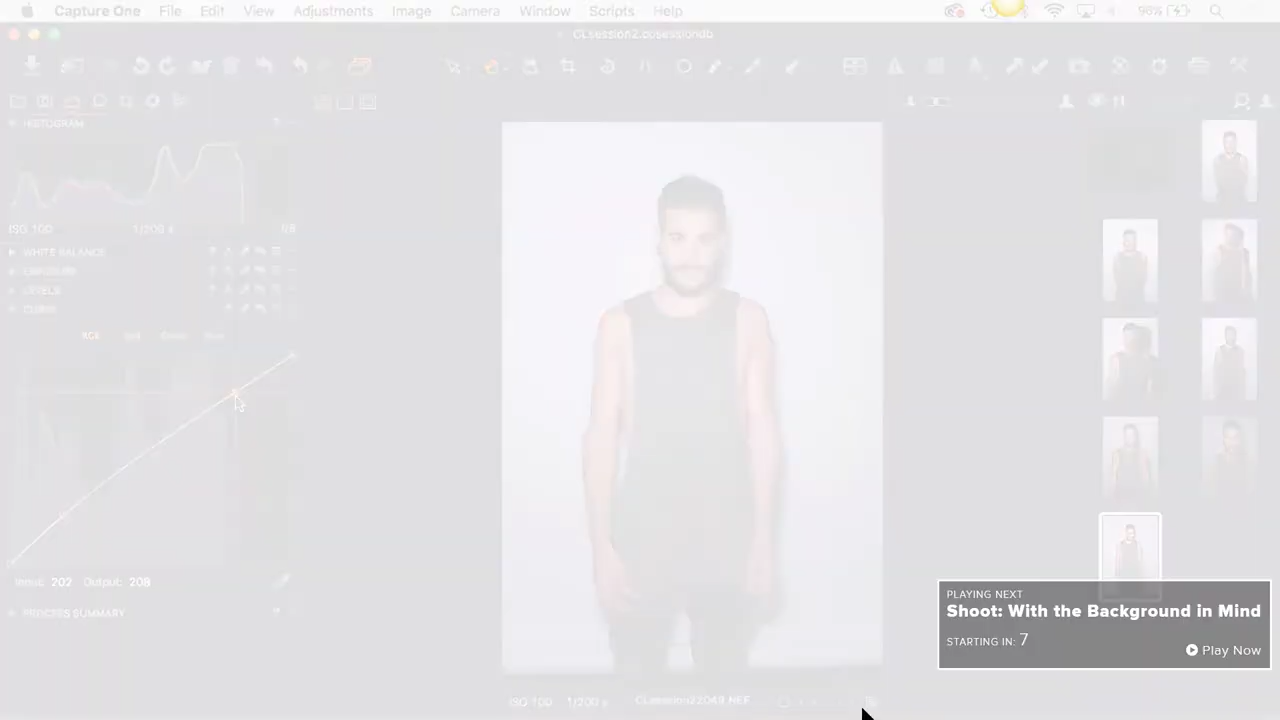 Capture One File Edit View Adjustments Image Camera Window Scripts Help 98%
CLsession2.cosessiondb
HISTOGRAM
ISO 100 1/200 s f/8
WHITE BALANCE
EXPOSURE
LEVELS
CURVE
RGB
Input: 202 Output: 208
PROCESS SUMMARY
ISO 100 1/200 s CLsession22049.NEF
PLAYING NEXT
Shoot: With the Background in Mind
STARTING IN: 7
Play Now